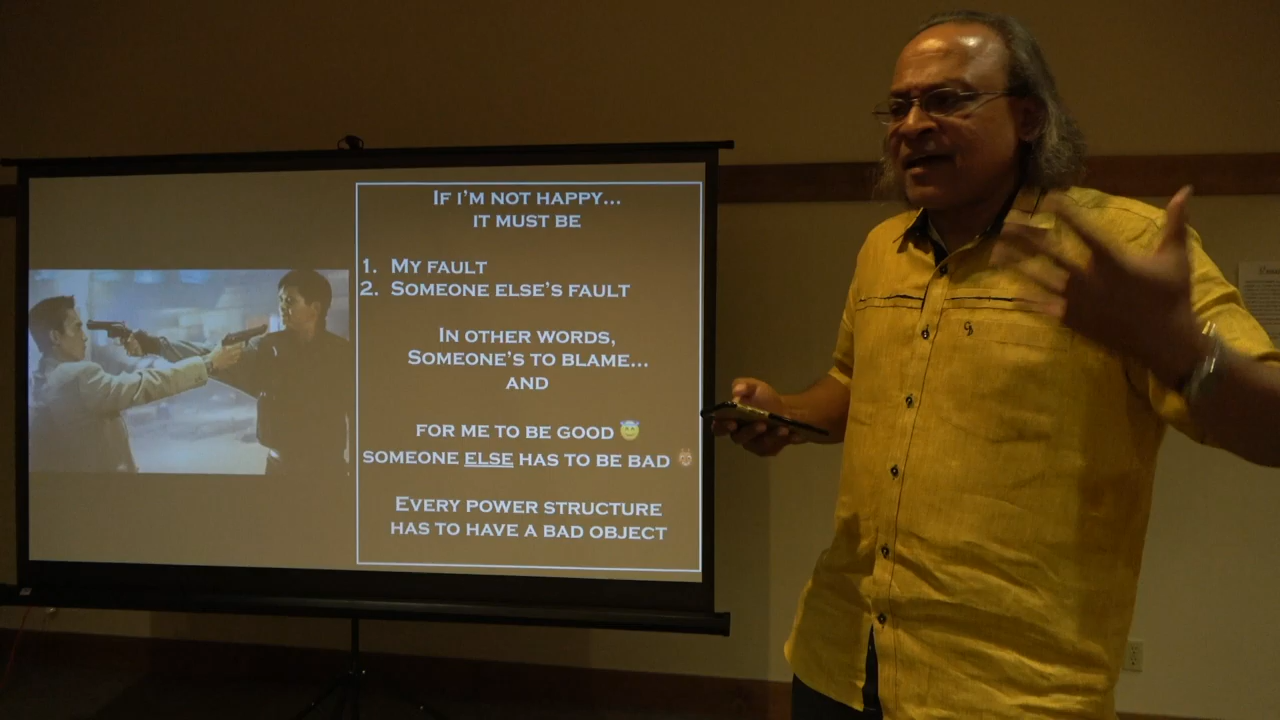 IF I'M NOT HAPPY...
IT MUST BE
1. MY FAULT
2. SOMEONE ELSE'S FAULT
IN OTHER WORDS,
SOMEONE'S TO BLAME...
AND
FOR ME TO BE GOOD 😇
SOMEONE ELSE HAS TO BE BAD 👹
EVERY POWER STRUCTURE
HAS TO HAVE A BAD OBJECT